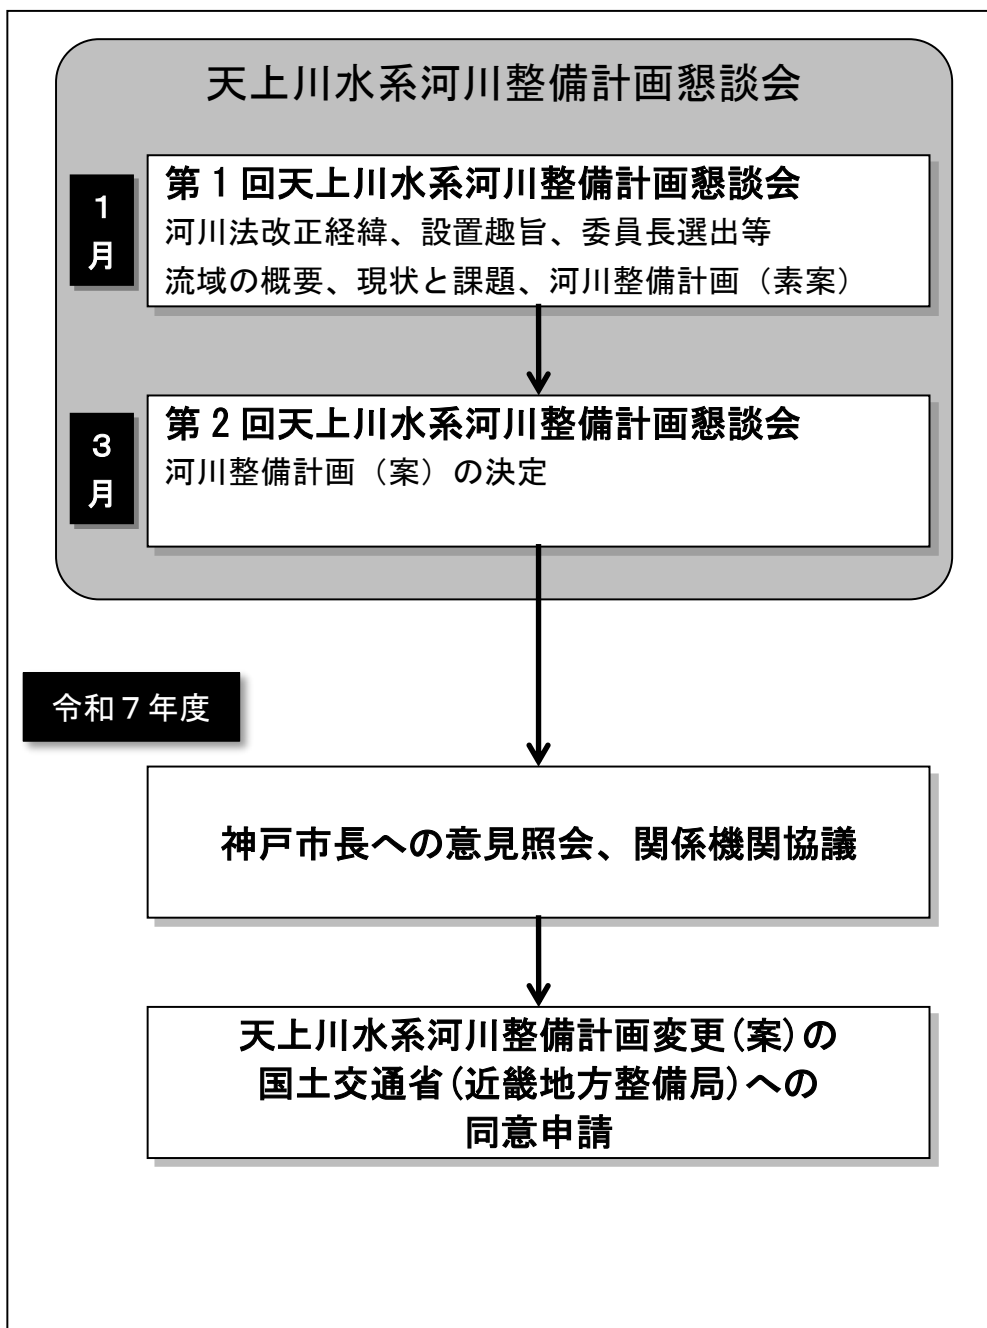 天上川水系河川整備計画懇談会
1
月
第1回天上川水系河川整備計画懇談会
河川法改正経緯、設置趣旨、委員長選出等
流域の概要、現状と課題、河川整備計画（素案）
3
月
第2回天上川水系河川整備計画懇談会
河川整備計画（案）の決定
令和７年度
神戸市長への意見照会、関係機関協議
天上川水系河川整備計画変更(案)の
国土交通省(近畿地方整備局)への
同意申請